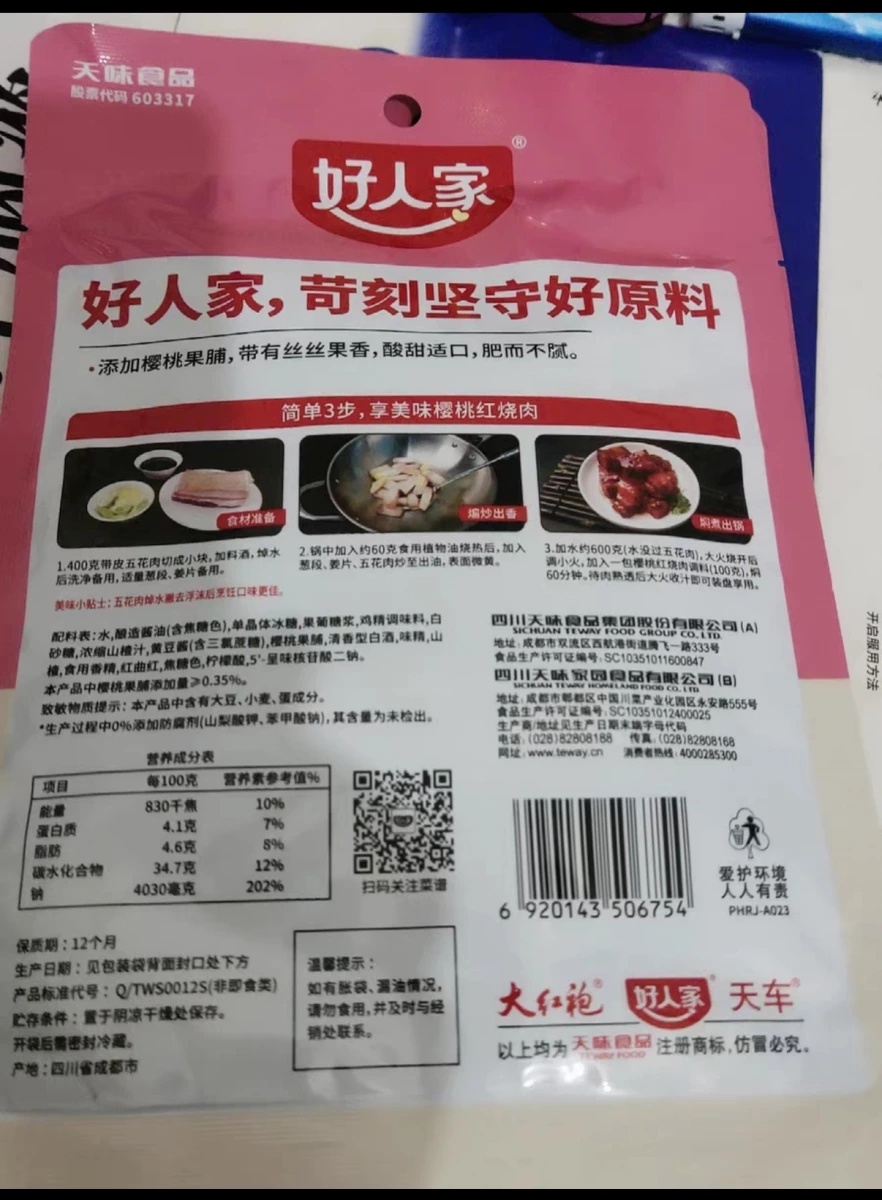 天味食品
股票代码 603317
好人家®
好人家,苛刻坚守好原料
·添加樱桃果脯,带有丝丝果香,酸甜适口,肥而不腻。
简单3步,享美味樱桃红烧肉
食材准备
煸炒出香
焖煮出锅
1.400克带皮五花肉切成小块,加料酒,焯水
后洗净备用,适量葱段、姜片备用。
2.锅中加入约60克食用植物油烧热后,加入
葱段、姜片、五花肉炒至出油,表面微黄。
3.加水约600克(水没过五花肉),大火烧开后
调小火,加入一包樱桃红烧肉调料(100克),焖
60分钟。待肉熟透后大火收汁即可装盘享用。
美味小贴士:五花肉焯水撇去浮沫后烹饪口味更佳。
配料表:水,酿造酱油(含焦糖色),单晶体冰糖,果葡糖浆,鸡精调味料,白
砂糖,浓缩山楂汁,黄豆酱(含三氯蔗糖),樱桃果脯,清香型白酒,味精,山
楂,食用香精,红曲红,焦糖色,柠檬酸,5'-呈味核苷酸二钠。
本产品中樱桃果脯添加量≥0.35%。
致敏物质提示:本产品中含有大豆、小麦、蛋成分。
*生产过程中0%添加防腐剂(山梨酸钾、苯甲酸钠),其含量为未检出。
四川天味食品集团股份有限公司(A)
SICHUAN TEWAY FOOD GROUP CO.,LTD.
地址:成都市双流区西航港街道腾飞一路333号
食品生产许可证编号:SC10351011600847
四川天味家园食品有限公司(B)
SICHUAN TEWAY HOMELAND FOOD CO.,LTD
地址:成都市郫都区中国川菜产业化园区永安路555号
食品生产许可证编号:SC10351012400025
生产商/地址见生产日期末端字母代码
电话:(028)82808188 传真:(028)82808168
网址:www.teway.cn 消费者热线:4000285300
营养成分表
项目 每100克 营养素参考值%
能量 830千焦 10%
蛋白质 4.1克 7%
脂肪 4.6克 8%
碳水化合物 34.7克 12%
钠 4030毫克 202%
扫码关注菜谱
6 920143 506754
爱护环境
人人有责
PHRJ-A023
保质期:12个月
生产日期:见包装袋背面封口处下方
产品标准代号:Q/TWS0012S(非即食类)
贮存条件:置于阴凉干燥处保存。
开袋后需密封冷藏。
产地:四川省成都市
温馨提示:
如有胀袋、漏油情况,
请勿食用,并及时与经
销处联系。
大红袍® 好人家® 天车®
以上均为天味食品注册商标,仿冒必究。
TEWAY FOOD
开启服用方法